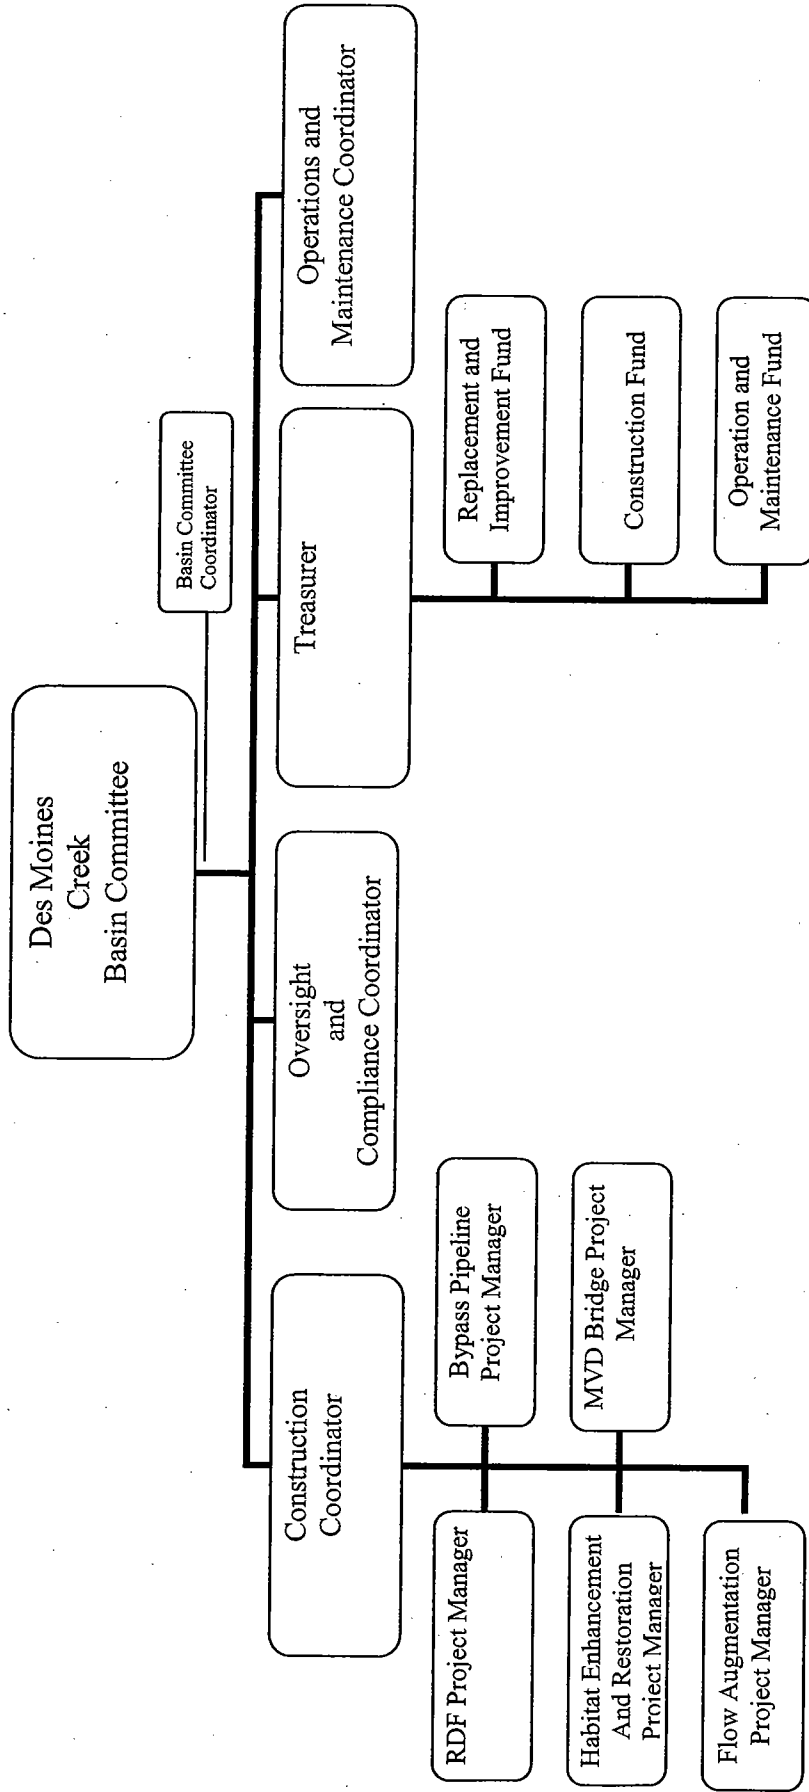 Des Moines
Creek
Basin Committee
Basin Committee
Coordinator
Construction
Coordinator
Oversight
and
Compliance Coordinator
Treasurer
Operations and
Maintenance Coordinator
RDF Project Manager
Bypass Pipeline
Project Manager
Habitat Enhancement
And Restoration
Project Manager
MVD Bridge Project
Manager
Flow Augmentation
Project Manager
Replacement and
Improvement Fund
Construction Fund
Operation and
Maintenance Fund